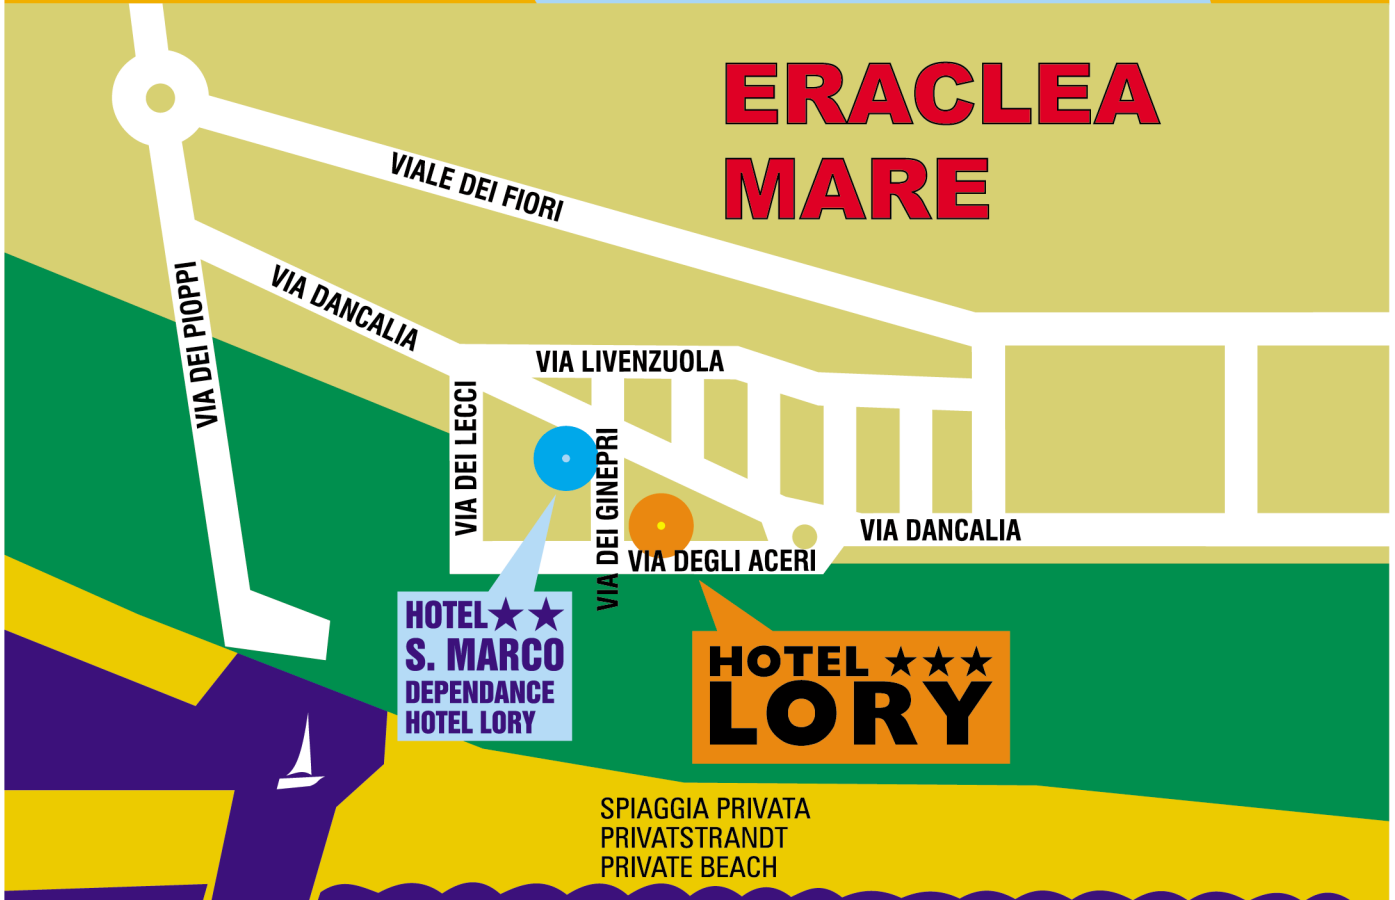 ERACLEA
MARE
VIALE DEI FIORI
VIA DEI PIOPPI
VIA DANCALIA
VIA LIVENZUOLA
VIA DEI LECCI
VIA DEI GINEPRI
VIA DANCALIA
VIA DEGLI ACERI
HOTEL★★
S. MARCO
DEPENDANCE
HOTEL LORY
HOTEL ★★★
LORY
SPIAGGIA PRIVATA
PRIVATSTRANDT
PRIVATE BEACH